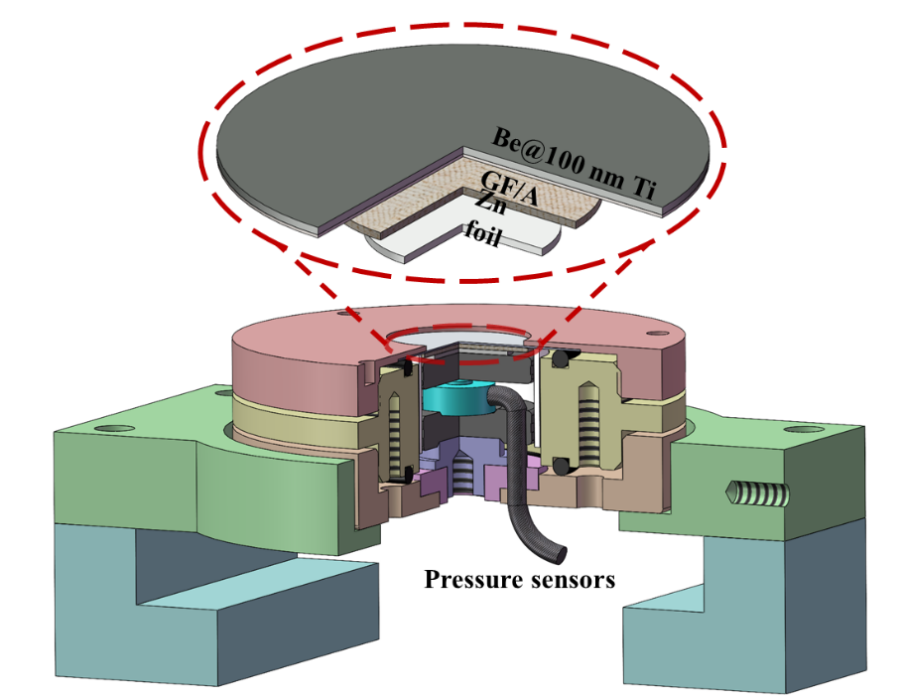 Be@100 nm Ti
GF/A
Zn
foil
Pressure sensors